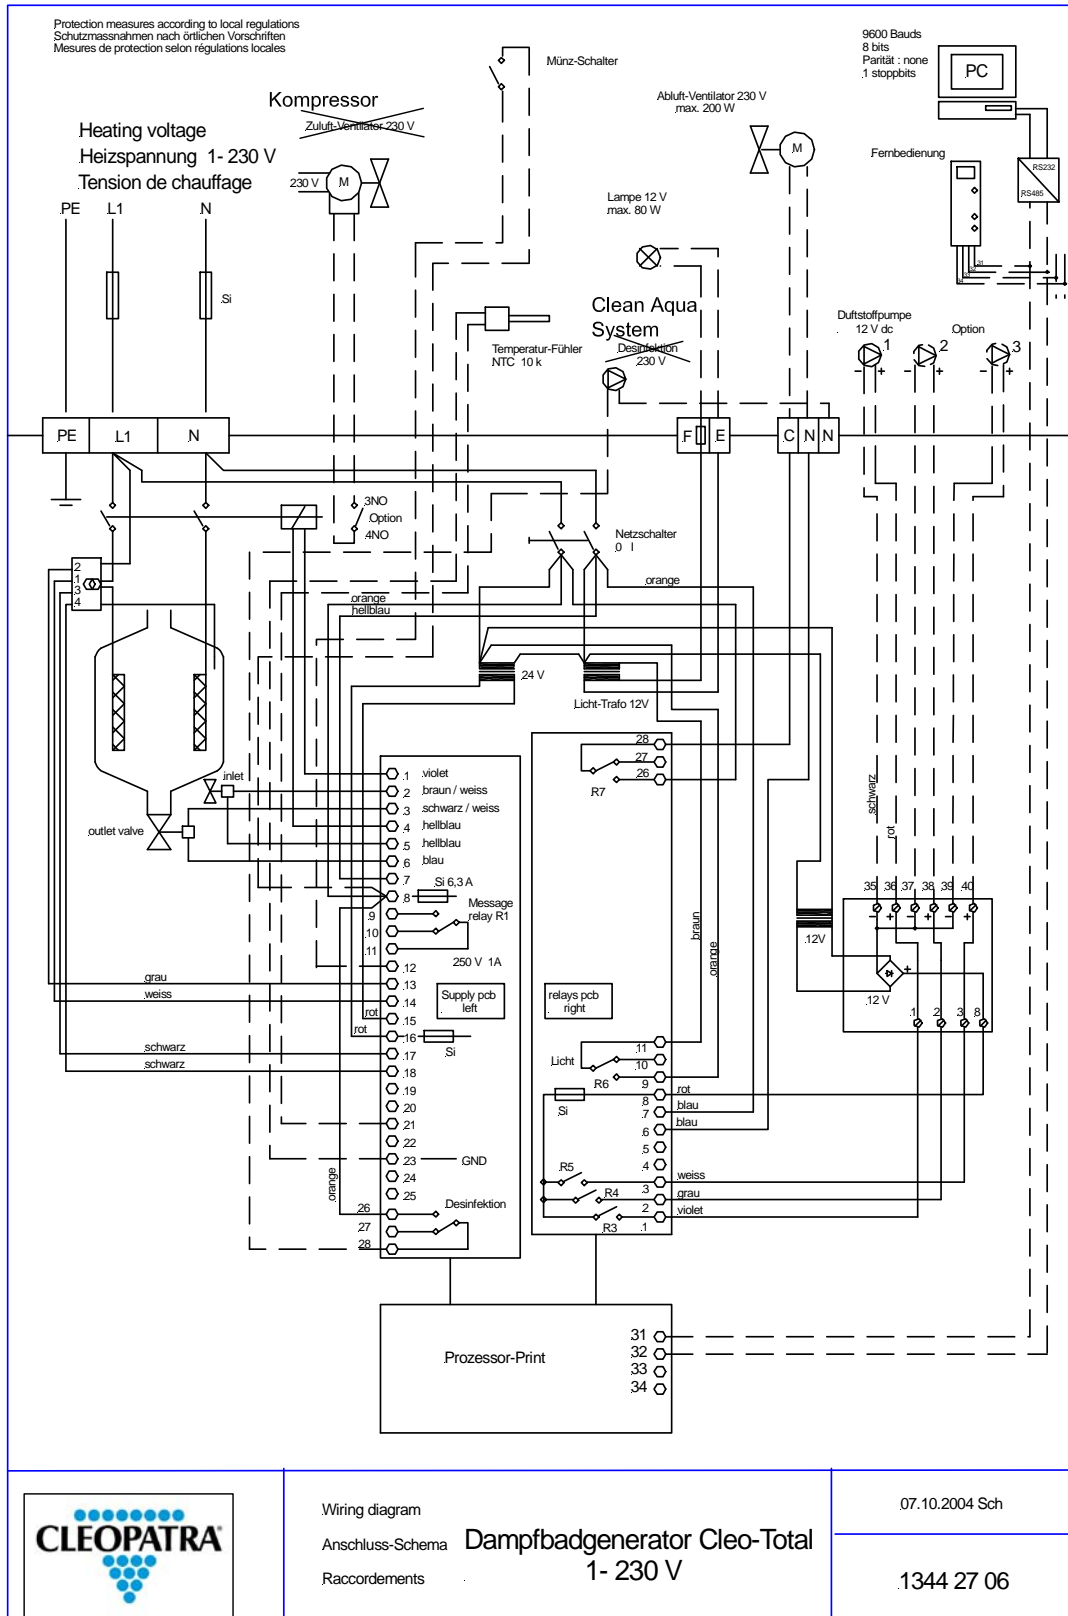 Protection measures according to local regulations
Schutzmassnahmen nach örtlichen Vorschriften
Mesures de protection selon régulations locales
9600 Bauds
8 bits
Parität : none
1 stoppbits
PC
Münz-Schalter
Kompressor
Zuluft-Ventilator 230 V
Abluft-Ventilator 230 V
max. 200 W
Heating voltage
Heizspannung 1- 230 V
Tension de chauffage
230 V
M
M
Fernbedienung
RS232
RS485
PE
L1
N
Lampe 12 V
max. 80 W
Si
Clean Aqua
System
Desinfektion
230 V
Temperatur-Fühler
NTC 10 k
Duftstoffpumpe
12 V dc
Option
1
2
3
- + - + - +
PE
L1
N
F
E
C
N
N
3NO
Option
4NO
Netzschalter
0 I
2
1
3
4
orange
orange
hellblau
24 V
Licht-Trafo 12V
28
27
26
R7
inlet
outlet valve
1 violet
2 braun / weiss
3 schwarz / weiss
4 hellblau
5 hellblau
6 blau
7
8
Si 6,3 A
9
Message
relay R1
10
11
250 V 1A
12
grau
13
weiss
14
rot
15
rot
16
Si
schwarz
17
schwarz
18
19
20
21
22
23
GND
24
25
orange
26
Desinfektion
27
28
Supply pcb
left
relays pcb
right
schwarz
rot
braun
orange
35
36
37
38
39
40
- + - + - +
12V
+
12 V
1
2
3
8
11
Licht
10
R6
9
rot
Si
8
7
blau
6
blau
5
4
R5
weiss
3
R4
grau
2
violet
R3
1
31
32
33
34
Prozessor-Print
CLEOPATRA
Wiring diagram
Anschluss-Schema
Raccordements
Dampfbadgenerator Cleo-Total
1- 230 V
07.10.2004 Sch
1344 27 06